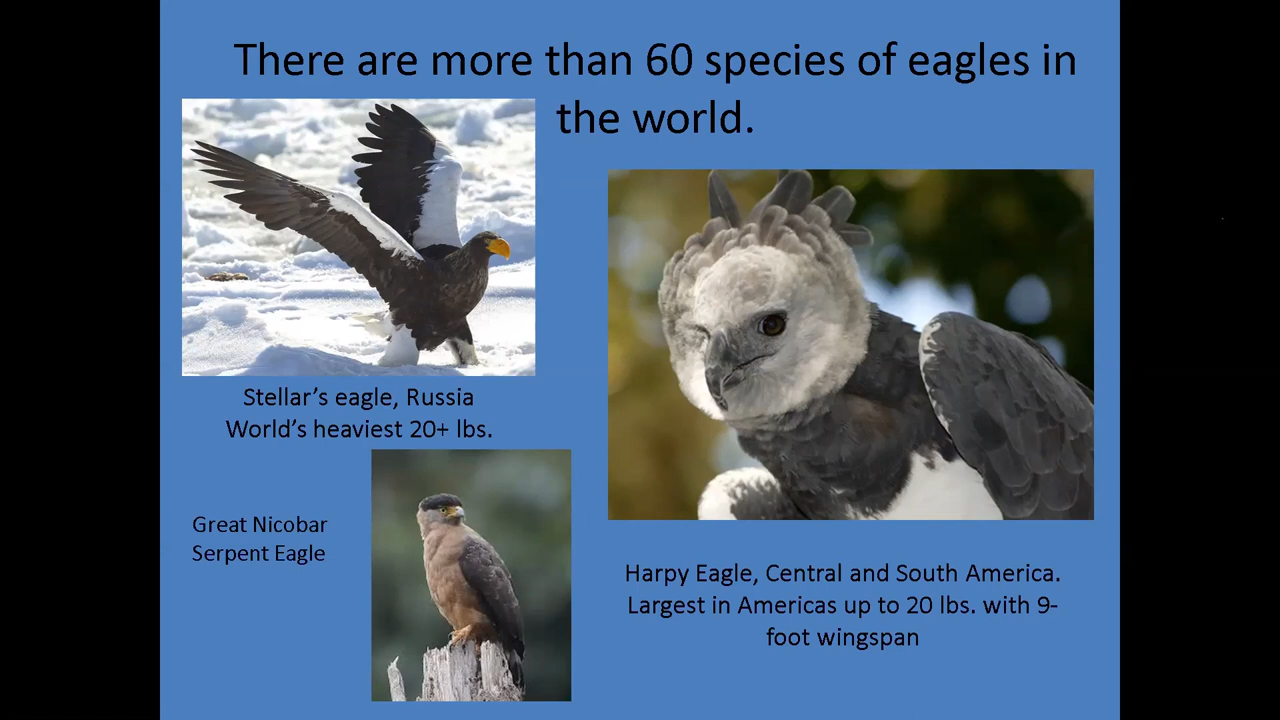 There are more than 60 species of eagles in
the world.
Stellar’s eagle, Russia
World’s heaviest 20+ lbs.
Great Nicobar
Serpent Eagle
Harpy Eagle, Central and South America.
Largest in Americas up to 20 lbs. with 9-
foot wingspan